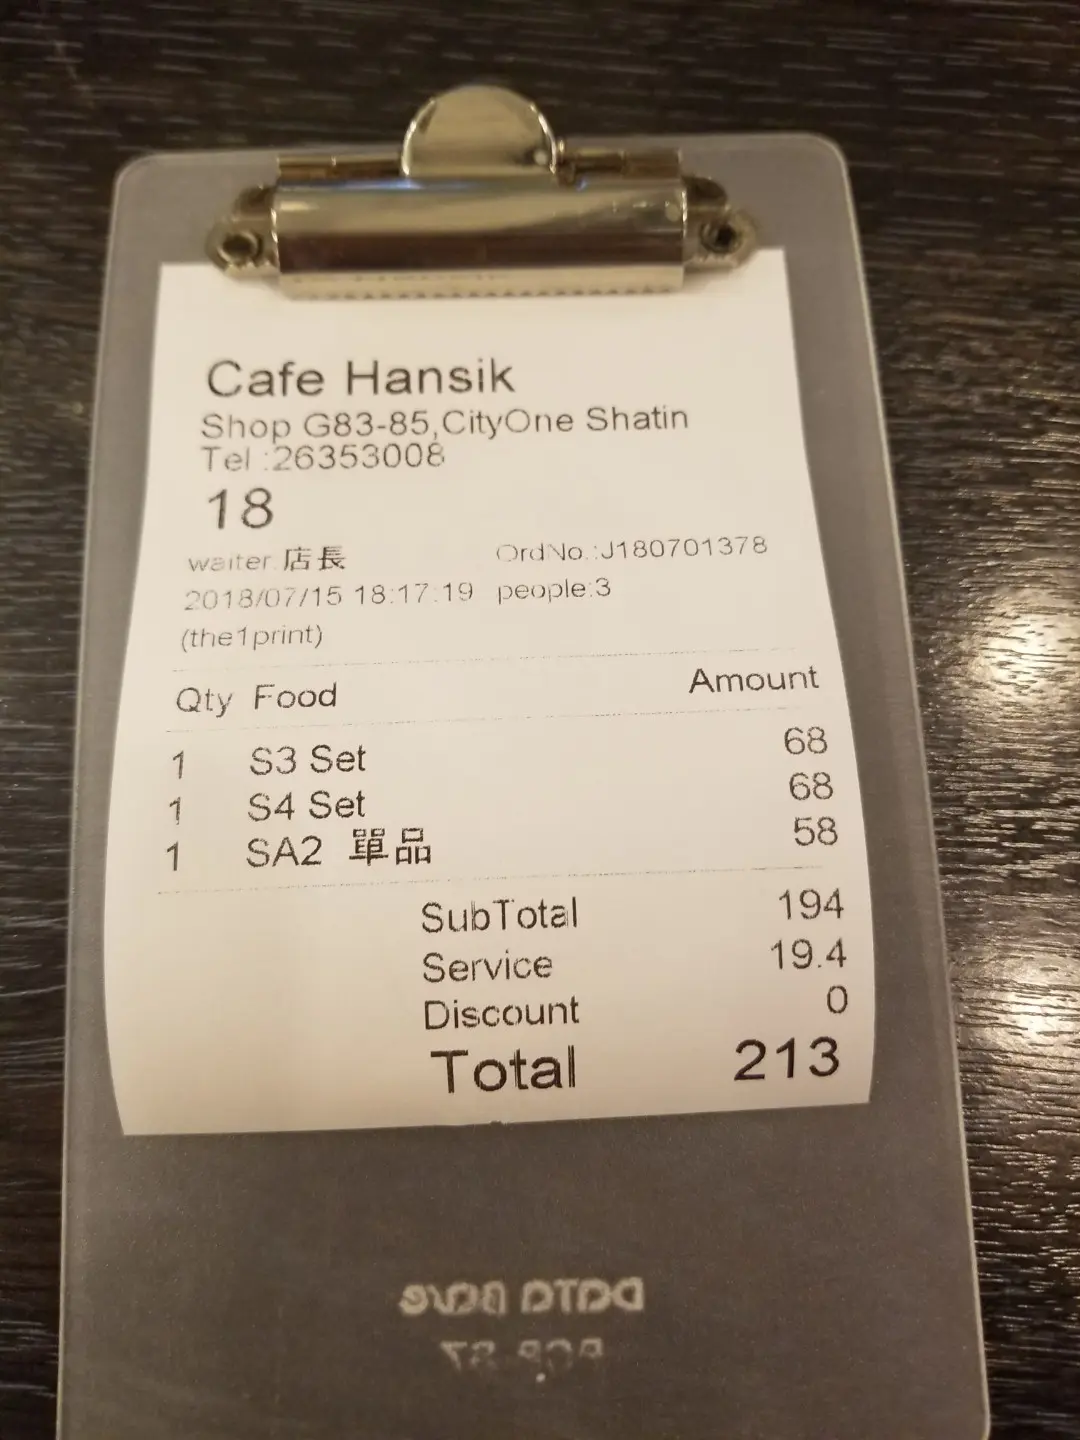 Cafe Hansik
Shop G83-85,CityOne Shatin
Tel :26353008
18
waiter 店長 OrdNo.:J180701378
2018/07/15 18:17:19 people:3
(the1print)
Qty Food Amount
1 S3 Set 68
1 S4 Set 68
1 SA2 單品 58
SubTotal 194
Service 19.4
Discount 0
Total 213